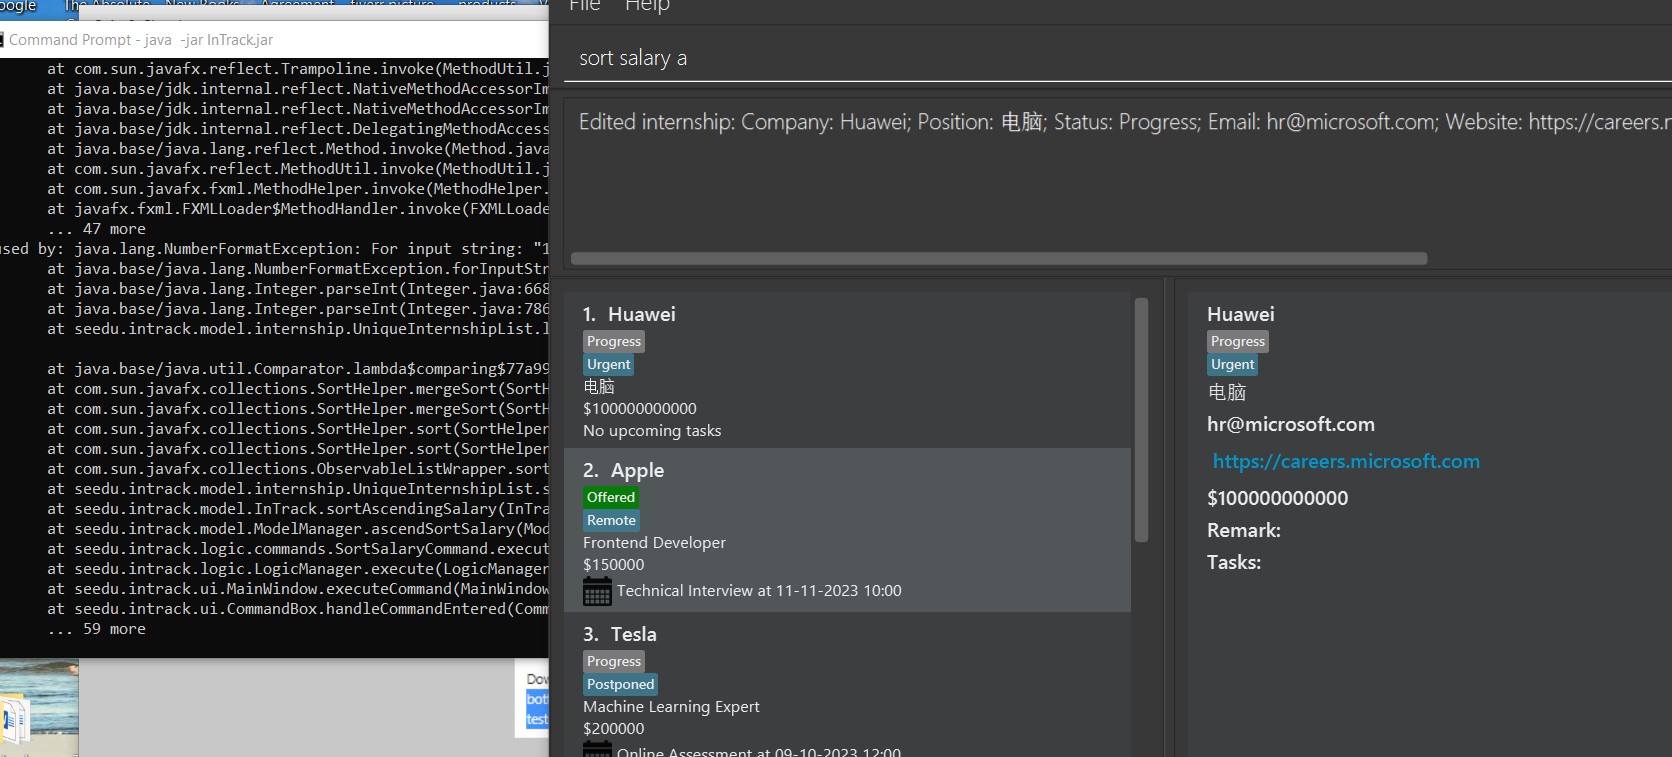 Command Prompt - java  -jar InTrack.jar
at com.sun.javafx.reflect.Trampoline.invoke(MethodUtil.j
at java.base/jdk.internal.reflect.NativeMethodAccessorIm
at java.base/jdk.internal.reflect.NativeMethodAccessorIm
at java.base/jdk.internal.reflect.DelegatingMethodAccess
at java.base/java.lang.reflect.Method.invoke(Method.java
at com.sun.javafx.reflect.MethodUtil.invoke(MethodUtil.j
at com.sun.javafx.fxml.MethodHelper.invoke(MethodHelper.
at javafx.fxml.FXMLLoader$MethodHandler.invoke(FXMLLoade
... 47 more
used by: java.lang.NumberFormatException: For input string: "1
at java.base/java.lang.NumberFormatException.forInputStr
at java.base/java.lang.Integer.parseInt(Integer.java:668
at java.base/java.lang.Integer.parseInt(Integer.java:786
at seedu.intrack.model.internship.UniqueInternshipList.l
at java.base/java.util.Comparator.lambda$comparing$77a99
at com.sun.javafx.collections.SortHelper.mergeSort(SortH
at com.sun.javafx.collections.SortHelper.mergeSort(SortH
at com.sun.javafx.collections.SortHelper.sort(SortHelper
at com.sun.javafx.collections.SortHelper.sort(SortHelper
at com.sun.javafx.collections.ObservableListWrapper.sort
at seedu.intrack.model.internship.UniqueInternshipList.s
at seedu.intrack.model.InTrack.sortAscendingSalary(InTra
at seedu.intrack.model.ModelManager.ascendSortSalary(Mod
at seedu.intrack.logic.commands.SortSalaryCommand.execut
at seedu.intrack.logic.LogicManager.execute(LogicManager
at seedu.intrack.ui.MainWindow.executeCommand(MainWindow
at seedu.intrack.ui.CommandBox.handleCommandEntered(Comm
... 59 more
Dow
bot
test
File Help
sort salary a
Edited internship: Company: Huawei; Position: 电脑; Status: Progress; Email: hr@microsoft.com; Website: https://careers.
1. Huawei
Progress
Urgent
电脑
$100000000000
No upcoming tasks
2. Apple
Offered
Remote
Frontend Developer
$150000
Technical Interview at 11-11-2023 10:00
3. Tesla
Progress
Postponed
Machine Learning Expert
$200000
Online Assessment at 09-10-2023 12:00
Huawei
Progress
Urgent
电脑
hr@microsoft.com
https://careers.microsoft.com
$100000000000
Remark:
Tasks: